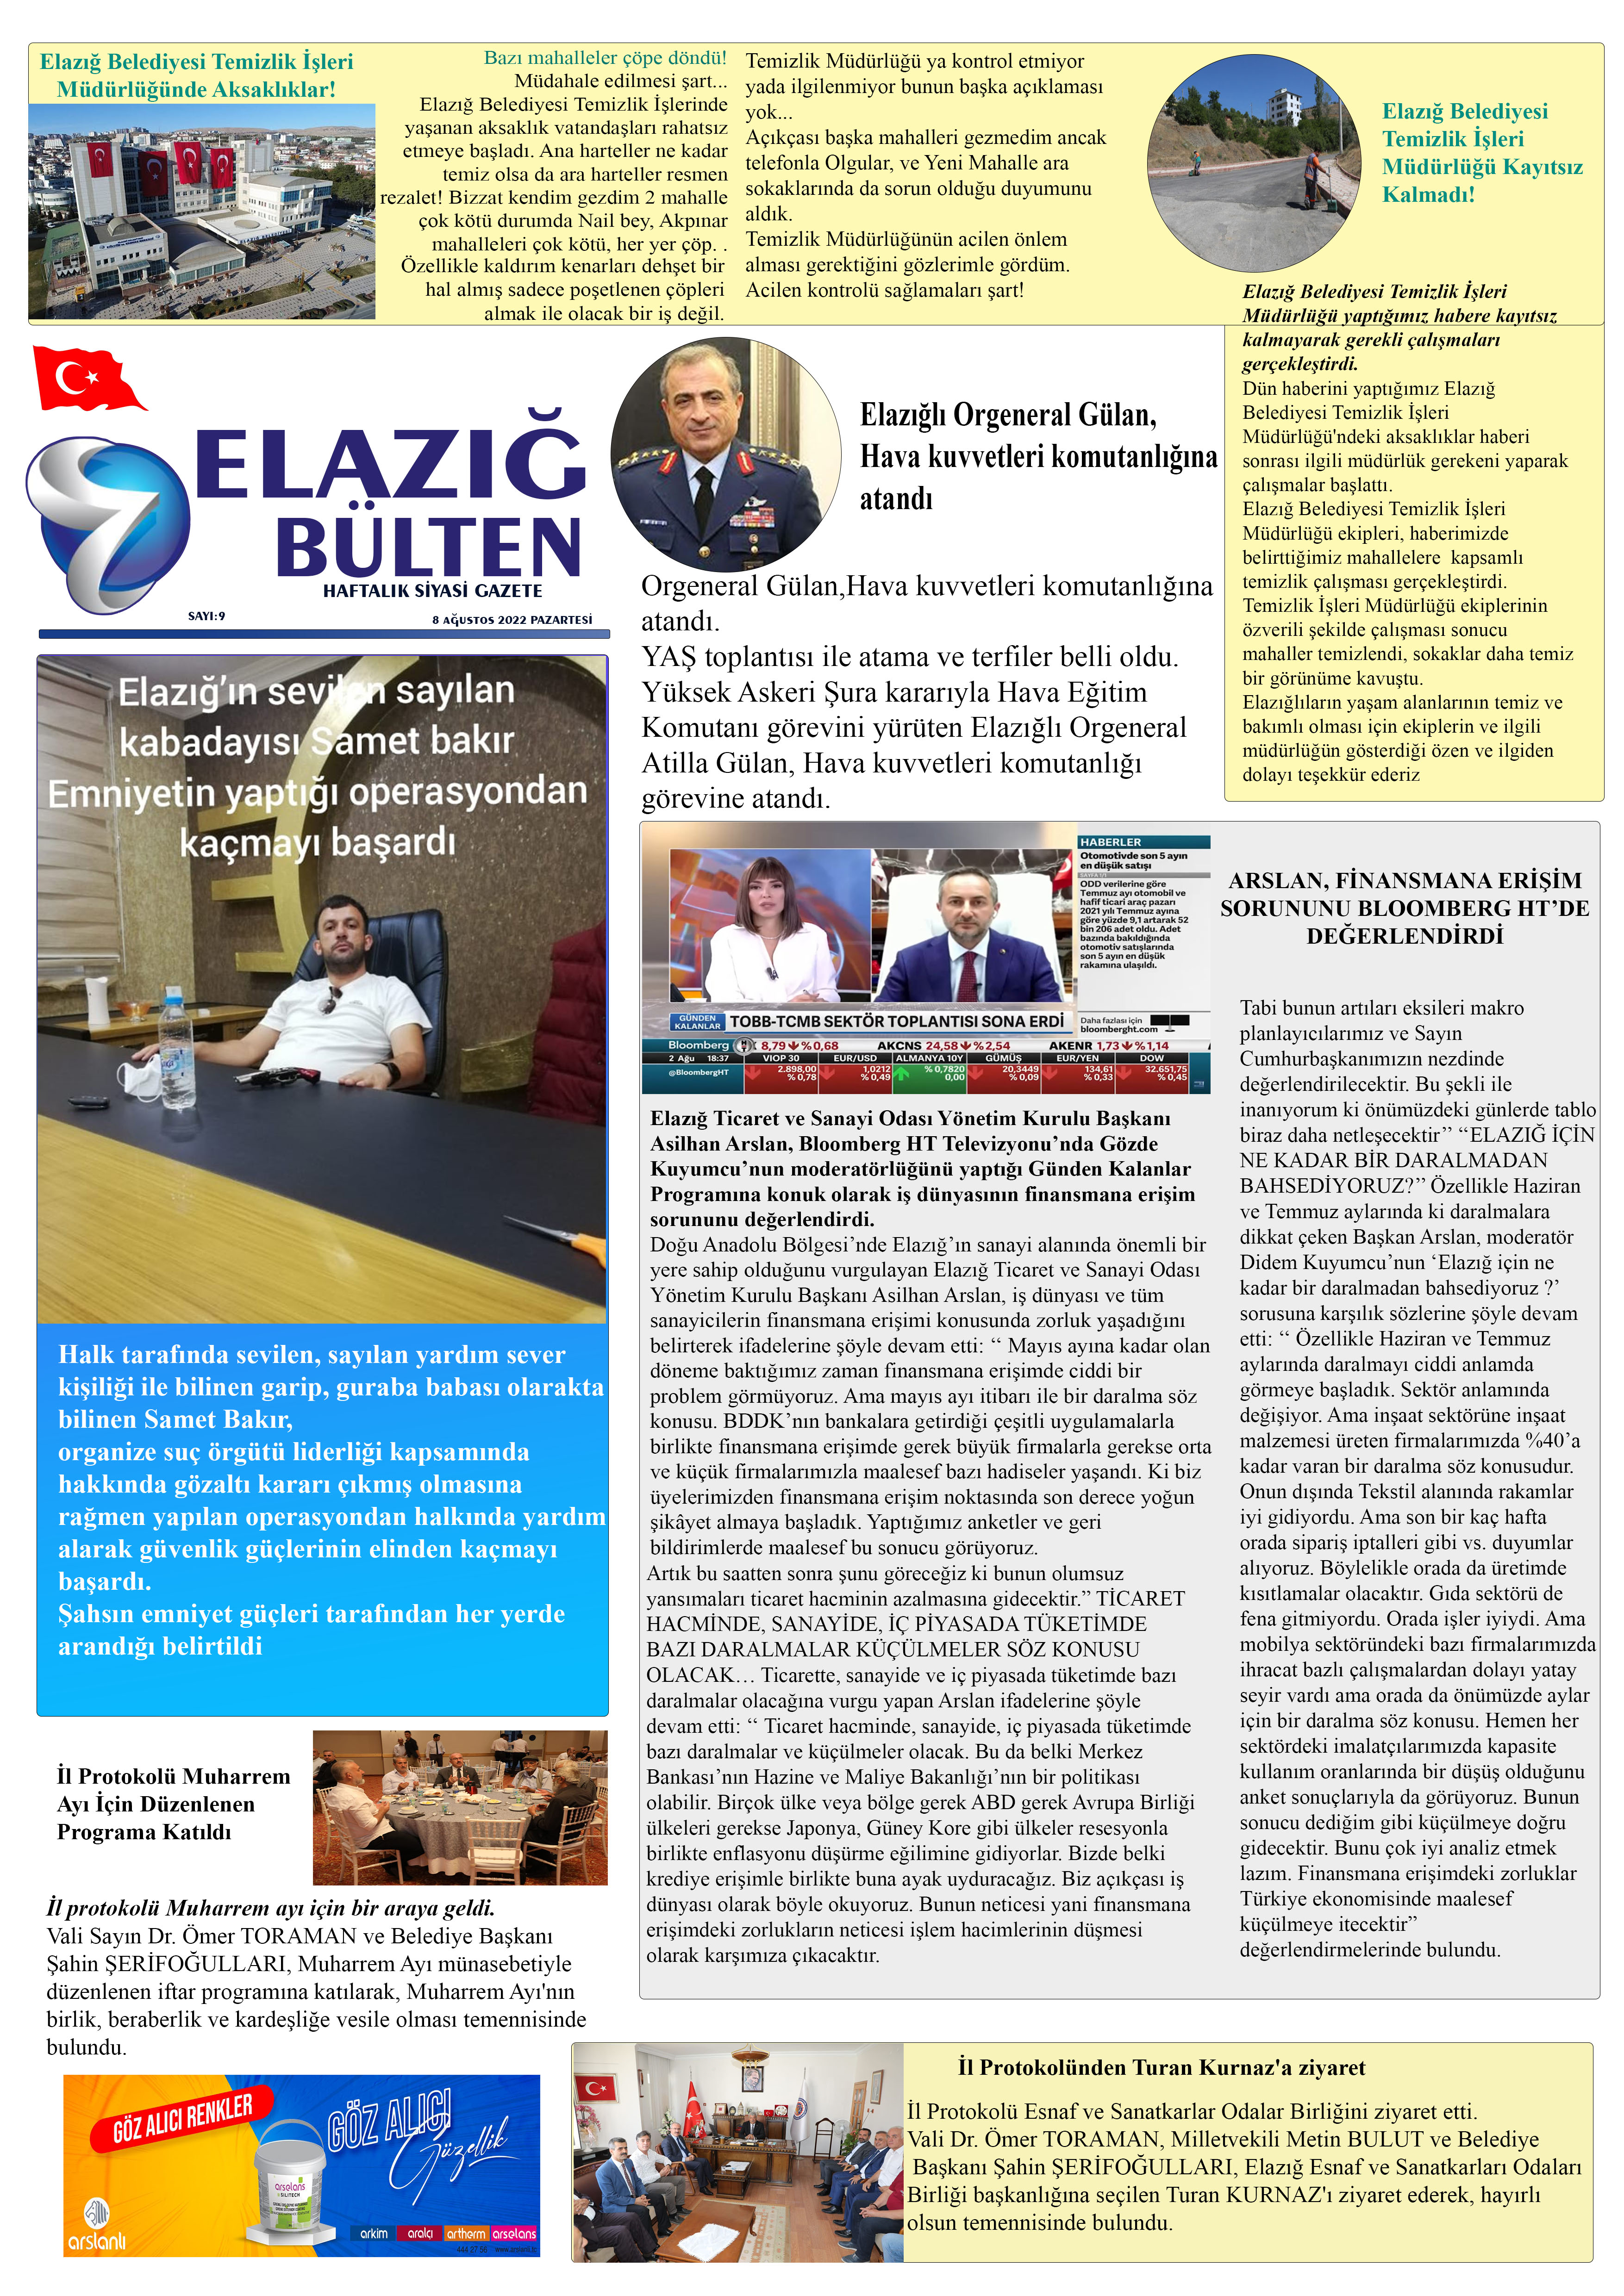 Elazığ Belediyesi Temizlik İşleri
Müdürlüğünde Aksaklıklar!
Bazı mahalleler çöpe döndü!
Müdahale edilmesi şart...
Elazığ Belediyesi Temizlik İşlerinde
yaşanan aksaklık vatandaşları rahatsız
etmeye başladı. Ana harteller ne kadar
temiz olsa da ara harteller resmen
rezalet! Bizzat kendim gezdim 2 mahalle
çok kötü durumda Nail bey, Akpınar
mahalleleri çok kötü, her yer çöp. .
Özellikle kaldırım kenarları dehşet bir
hal almış sadece poşetlenen çöpleri
almak ile olacak bir iş değil.
Temizlik Müdürlüğü ya kontrol etmiyor
yada ilgilenmiyor bunun başka açıklaması
yok...
Açıkçası başka mahalleri gezmedim ancak
telefonla Olgular, ve Yeni Mahalle ara
sokaklarında da sorun olduğu duyumunu
aldık.
Temizlik Müdürlüğünün acilen önlem
alması gerektiğini gözlerimle gördüm.
Acilen kontrolü sağlamaları şart!
Elazığ Belediyesi
Temizlik İşleri
Müdürlüğü Kayıtsız
Kalmadı!
Elazığ Belediyesi Temizlik İşleri
Müdürlüğü yaptığımız habere kayıtsız
kalmayarak gerekli çalışmaları
gerçekleştirdi.
Dün haberini yaptığımız Elazığ
Belediyesi Temizlik İşleri
Müdürlüğü'ndeki aksaklıklar haberi
sonrası ilgili müdürlük gerekeni yaparak
çalışmalar başlattı.
Elazığ Belediyesi Temizlik İşleri
Müdürlüğü ekipleri, haberimizde
belirttiğimiz mahallelere kapsamlı
temizlik çalışması gerçekleştirdi.
Temizlik İşleri Müdürlüğü ekiplerinin
özverili şekilde çalışması sonucu
mahaller temizlendi, sokaklar daha temiz
bir görünüme kavuştu.
Elazığlıların yaşam alanlarının temiz ve
bakımlı olması için ekiplerin ve ilgili
müdürlüğün gösterdiği özen ve ilgiden
dolayı teşekkür ederiz
ELAZIĞ
BÜLTEN
HAFTALIK SİYASİ GAZETE
SAYI:9
8 AĞUSTOS 2022 PAZARTESİ
Elazığlı Orgeneral Gülan,
Hava kuvvetleri komutanlığına
atandı
Orgeneral Gülan,Hava kuvvetleri komutanlığına
atandı.
YAŞ toplantısı ile atama ve terfiler belli oldu.
Yüksek Askeri Şura kararıyla Hava Eğitim
Komutanı görevini yürüten Elazığlı Orgeneral
Atilla Gülan, Hava kuvvetleri komutanlığı
görevine atandı.
Elazığ'ın sevilen sayılan
kabadayısı Samet bakır
Emniyetin yaptığı operasyondan
kaçmayı başardı
Halk tarafında sevilen, sayılan yardım sever
kişiliği ile bilinen garip, guraba babası olarakta
bilinen Samet Bakır,
organize suç örgütü liderliği kapsamında
hakkında gözaltı kararı çıkmış olmasına
rağmen yapılan operasyondan halkında yardım
alarak güvenlik güçlerinin elinden kaçmayı
başardı.
Şahsın emniyet güçleri tarafından her yerde
arandığı belirtildi
HABERLER
Otomotivde son 5 ayın
en düşük satışı
SAYFA 1/1
ODD verilerine göre
Temmuz ayı otomobil ve
hafif ticari araç pazarı
2021 yılı Temmuz ayına
göre yüzde 9,1 artarak 52
bin 206 adet oldu. Adet
bazında bakıldığında
otomotiv satışlarında
son 5 ayın en düşük
rakamına ulaşıldı.
GÜNDEN
KALANLAR
TOBB-TCMB SEKTÖR TOPLANTISI SONA ERDİ
Daha fazlası için
bloomberght.com
Bloomberg
8,79 %0,68 AKCNS 24,58 %2,54 AKENR 1,73 %1,14
2 Ağu 18:37 VIOP 30 EUR/USD ALMANYA 10Y GÜMÜŞ EUR/YEN DOW
@BloombergHT 2.898,00 1,0212 %0,7820 20,3449 134,61 32.651,75
%0,78 %0,49 0,00 %0,09 %0,33 %0,45
ARSLAN, FİNANSMANA ERİŞİM
SORUNUNU BLOOMBERG HT’DE
DEĞERLENDİRDİ
Elazığ Ticaret ve Sanayi Odası Yönetim Kurulu Başkanı
Asilhan Arslan, Bloomberg HT Televizyonu’nda Gözde
Kuyumcu’nun moderatörlüğünü yaptığı Günden Kalanlar
Programına konuk olarak iş dünyasının finansmana erişim
sorununu değerlendirdi.
Doğu Anadolu Bölgesi’nde Elazığ’ın sanayi alanında önemli bir
yere sahip olduğunu vurgulayan Elazığ Ticaret ve Sanayi Odası
Yönetim Kurulu Başkanı Asilhan Arslan, iş dünyası ve tüm
sanayicilerin finansmana erişimi konusunda zorluk yaşadığını
belirterek ifadelerine şöyle devam etti: ‘‘ Mayıs ayına kadar olan
döneme baktığımız zaman finansmana erişimde ciddi bir
problem görmüyoruz. Ama mayıs ayı itibarı ile bir daralma söz
konusu. BDDK’nın bankalara getirdiği çeşitli uygulamalarla
birlikte finansmana erişimde gerek büyük firmalarla gerekse orta
ve küçük firmalarımızla maalesef bazı hadiseler yaşandı. Ki biz
üyelerimizden finansmana erişim noktasında son derece yoğun
şikâyet almaya başladık. Yaptığımız anketler ve geri
bildirimlerde maalesef bu sonucu görüyoruz.
Artık bu saatten sonra şunu göreceğiz ki bunun olumsuz
yansımaları ticaret hacminin azalmasına gidecektir.’’ TİCARET
HACMİNDE, SANAYİDE, İÇ PİYASADA TÜKETİMDE
BAZI DARALMALAR KÜÇÜLMELER SÖZ KONUSU
OLACAK… Ticarette, sanayide ve iç piyasada tüketimde bazı
daralmalar olacağına vurgu yapan Arslan ifadelerine şöyle
devam etti: ‘‘ Ticaret hacminde, sanayide, iç piyasada tüketimde
bazı daralmalar ve küçülmeler olacak. Bu da belki Merkez
Bankası’nın Hazine ve Maliye Bakanlığı’nın bir politikası
olabilir. Birçok ülke veya bölge gerek ABD gerek Avrupa Birliği
ülkeleri gerekse Japonya, Güney Kore gibi ülkeler resesyonla
birlikte enflasyonu düşürme eğilimine gidiyorlar. Bizde belki
krediye erişimle birlikte buna ayak uyduracağız. Biz açıkçası iş
dünyası olarak böyle okuyoruz. Bunun neticesi yani finansmana
erişimdeki zorlukların neticesi işlem hacimlerinin düşmesi
olarak karşımıza çıkacaktır.
Tabi bunun artıları eksileri makro
planlayıcılarımız ve Sayın
Cumhurbaşkanımızın nezdinde
değerlendirilecektir. Bu şekli ile
inanıyorum ki önümüzdeki günlerde tablo
biraz daha netleşecektir’’ ‘‘ELAZIĞ İÇİN
NE KADAR BİR DARALMADAN
BAHSEDİYORUZ?’’ Özellikle Haziran
ve Temmuz aylarında ki daralmalara
dikkat çeken Başkan Arslan, moderatör
Didem Kuyumcu’nun ‘Elazığ için ne
kadar bir daralmadan bahsediyoruz ?’
sorusuna karşılık sözlerine şöyle devam
etti: ‘‘ Özellikle Haziran ve Temmuz
aylarında daralmayı ciddi anlamda
görmeye başladık. Sektör anlamında
değişiyor. Ama inşaat sektörüne inşaat
malzemesi üreten firmalarımızda %40’a
kadar varan bir daralma söz konusudur.
Onun dışında Tekstil alanında rakamlar
iyi gidiyordu. Ama son bir kaç hafta
orada sipariş iptalleri gibi vs. duyumlar
alıyoruz. Böylelikle orada da üretimde
kısıtlamalar olacaktır. Gıda sektörü de
fena gitmiyordu. Orada işler iyiydi. Ama
mobilya sektöründeki bazı firmalarımızda
ihracat bazlı çalışmalardan dolayı yatay
seyir vardı ama orada da önümüzde aylar
için bir daralma söz konusu. Hemen her
sektördeki imalatçılarımızda kapasite
kullanım oranlarında bir düşüş olduğunu
anket sonuçlarıyla da görüyoruz. Bunun
sonucu dediğim gibi küçülmeye doğru
gidecektir. Bunu çok iyi analiz etmek
lazım. Finansmana erişimdeki zorluklar
Türkiye ekonomisinde maalesef
küçülmeye itecektir’’
değerlendirmelerinde bulundu.
İl Protokolü Muharrem
Ayı İçin Düzenlenen
Programa Katıldı
İl protokolü Muharrem ayı için bir araya geldi.
Vali Sayın Dr. Ömer TORAMAN ve Belediye Başkanı
Şahin ŞERİFOĞULLARI, Muharrem Ayı münasebetiyle
düzenlenen iftar programına katılarak, Muharrem Ayı'nın
birlik, beraberlik ve kardeşliğe vesile olması temennisinde
bulundu.
GÖZ ALICI RENKLER
GÖZ ALICI
Güzellik
arselans
SILITECH
arslanlı
arkim aralçı artherm arselans
444 27 56 www.arslanli.tr
İl Protokolünden Turan Kurnaz'a ziyaret
İl Protokolü Esnaf ve Sanatkarlar Odalar Birliğini ziyaret etti.
Vali Dr. Ömer TORAMAN, Milletvekili Metin BULUT ve Belediye
Başkanı Şahin ŞERİFOĞULLARI, Elazığ Esnaf ve Sanatkarları Odaları
Birliği başkanlığına seçilen Turan KURNAZ'ı ziyaret ederek, hayırlı
olsun temennisinde bulundu.